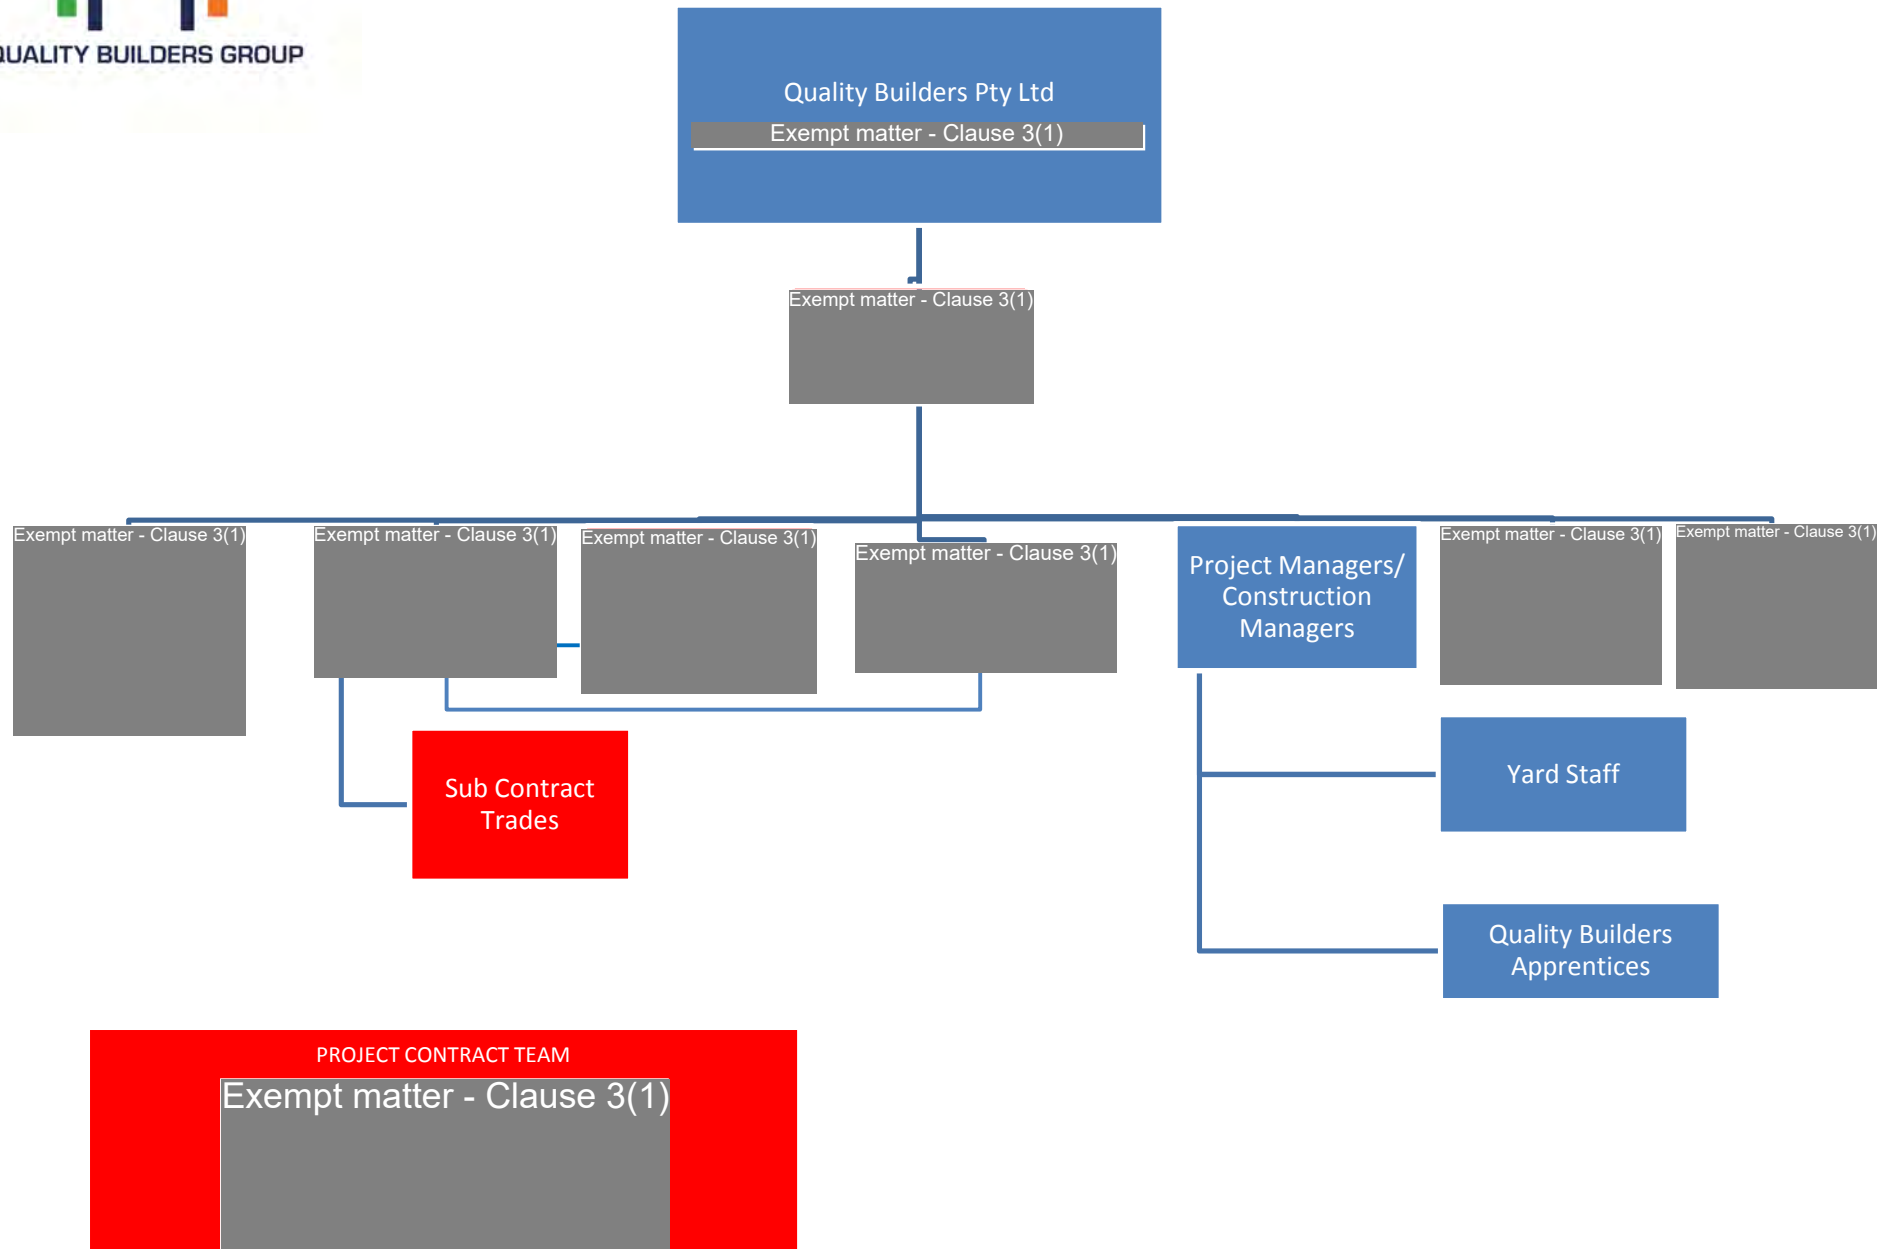 QUALITY BUILDERS GROUP
Quality Builders Pty Ltd
Exempt matter - Clause 3(1)
Exempt matter - Clause 3(1)
Exempt matter - Clause 3(1)
Exempt matter - Clause 3(1)
Exempt matter - Clause 3(1)
Exempt matter - Clause 3(1)
Project Managers/
Construction
Managers
Exempt matter - Clause 3(1)
Exempt matter - Clause 3(1)
Sub Contract
Trades
Yard Staff
Quality Builders
Apprentices
PROJECT CONTRACT TEAM
Exempt matter - Clause 3(1)